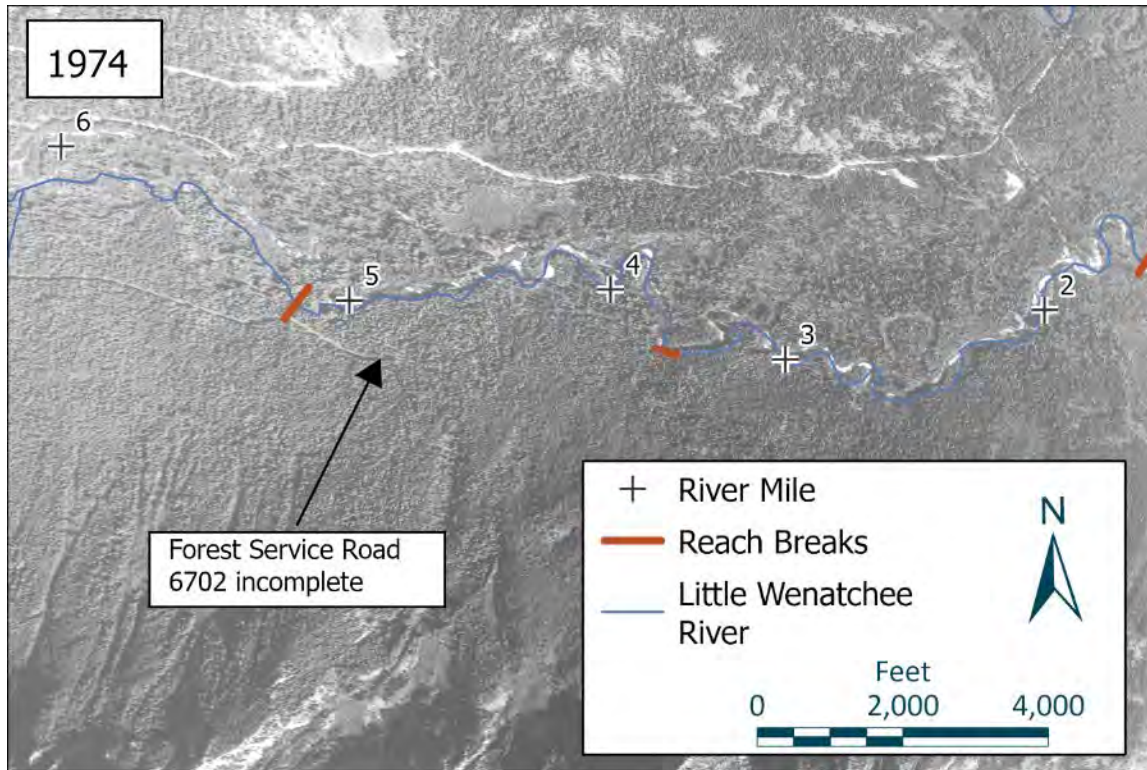 1974
6
5
4
3
2
Forest Service Road
6702 incomplete
River Mile
Reach Breaks
Little Wenatchee
River
N
Feet
0 2,000 4,000